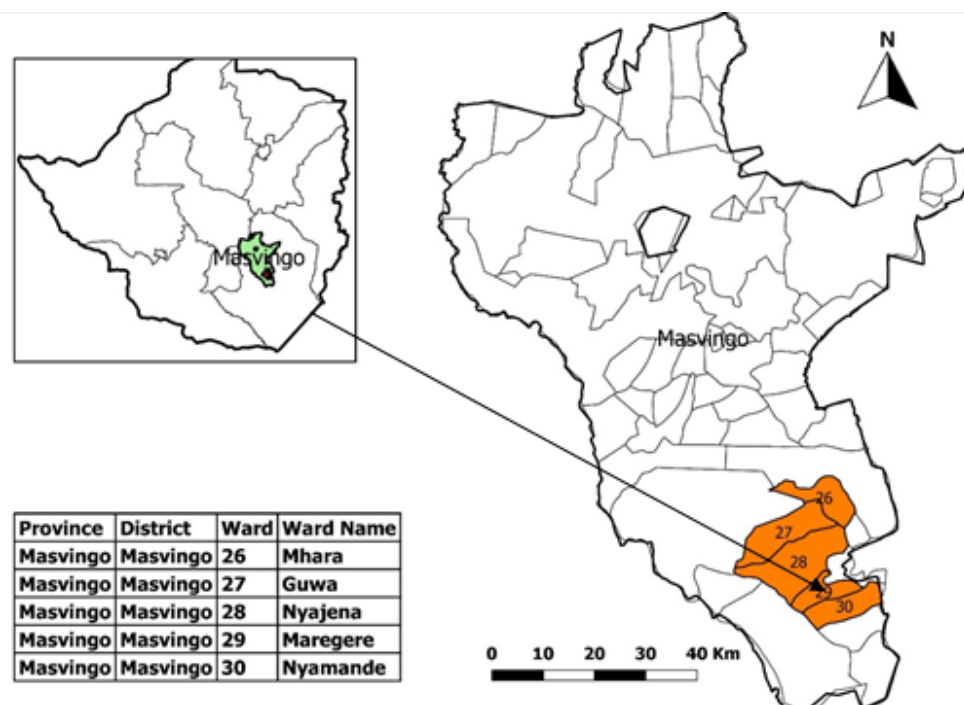 N
Masvingo
Masvingo
26
27
28
29
30
Province District Ward Ward Name
Masvingo Masvingo 26 Mhara
Masvingo Masvingo 27 Guwa
Masvingo Masvingo 28 Nyajena
Masvingo Masvingo 29 Maregere
Masvingo Masvingo 30 Nyamande
0 10 20 30 40 Km